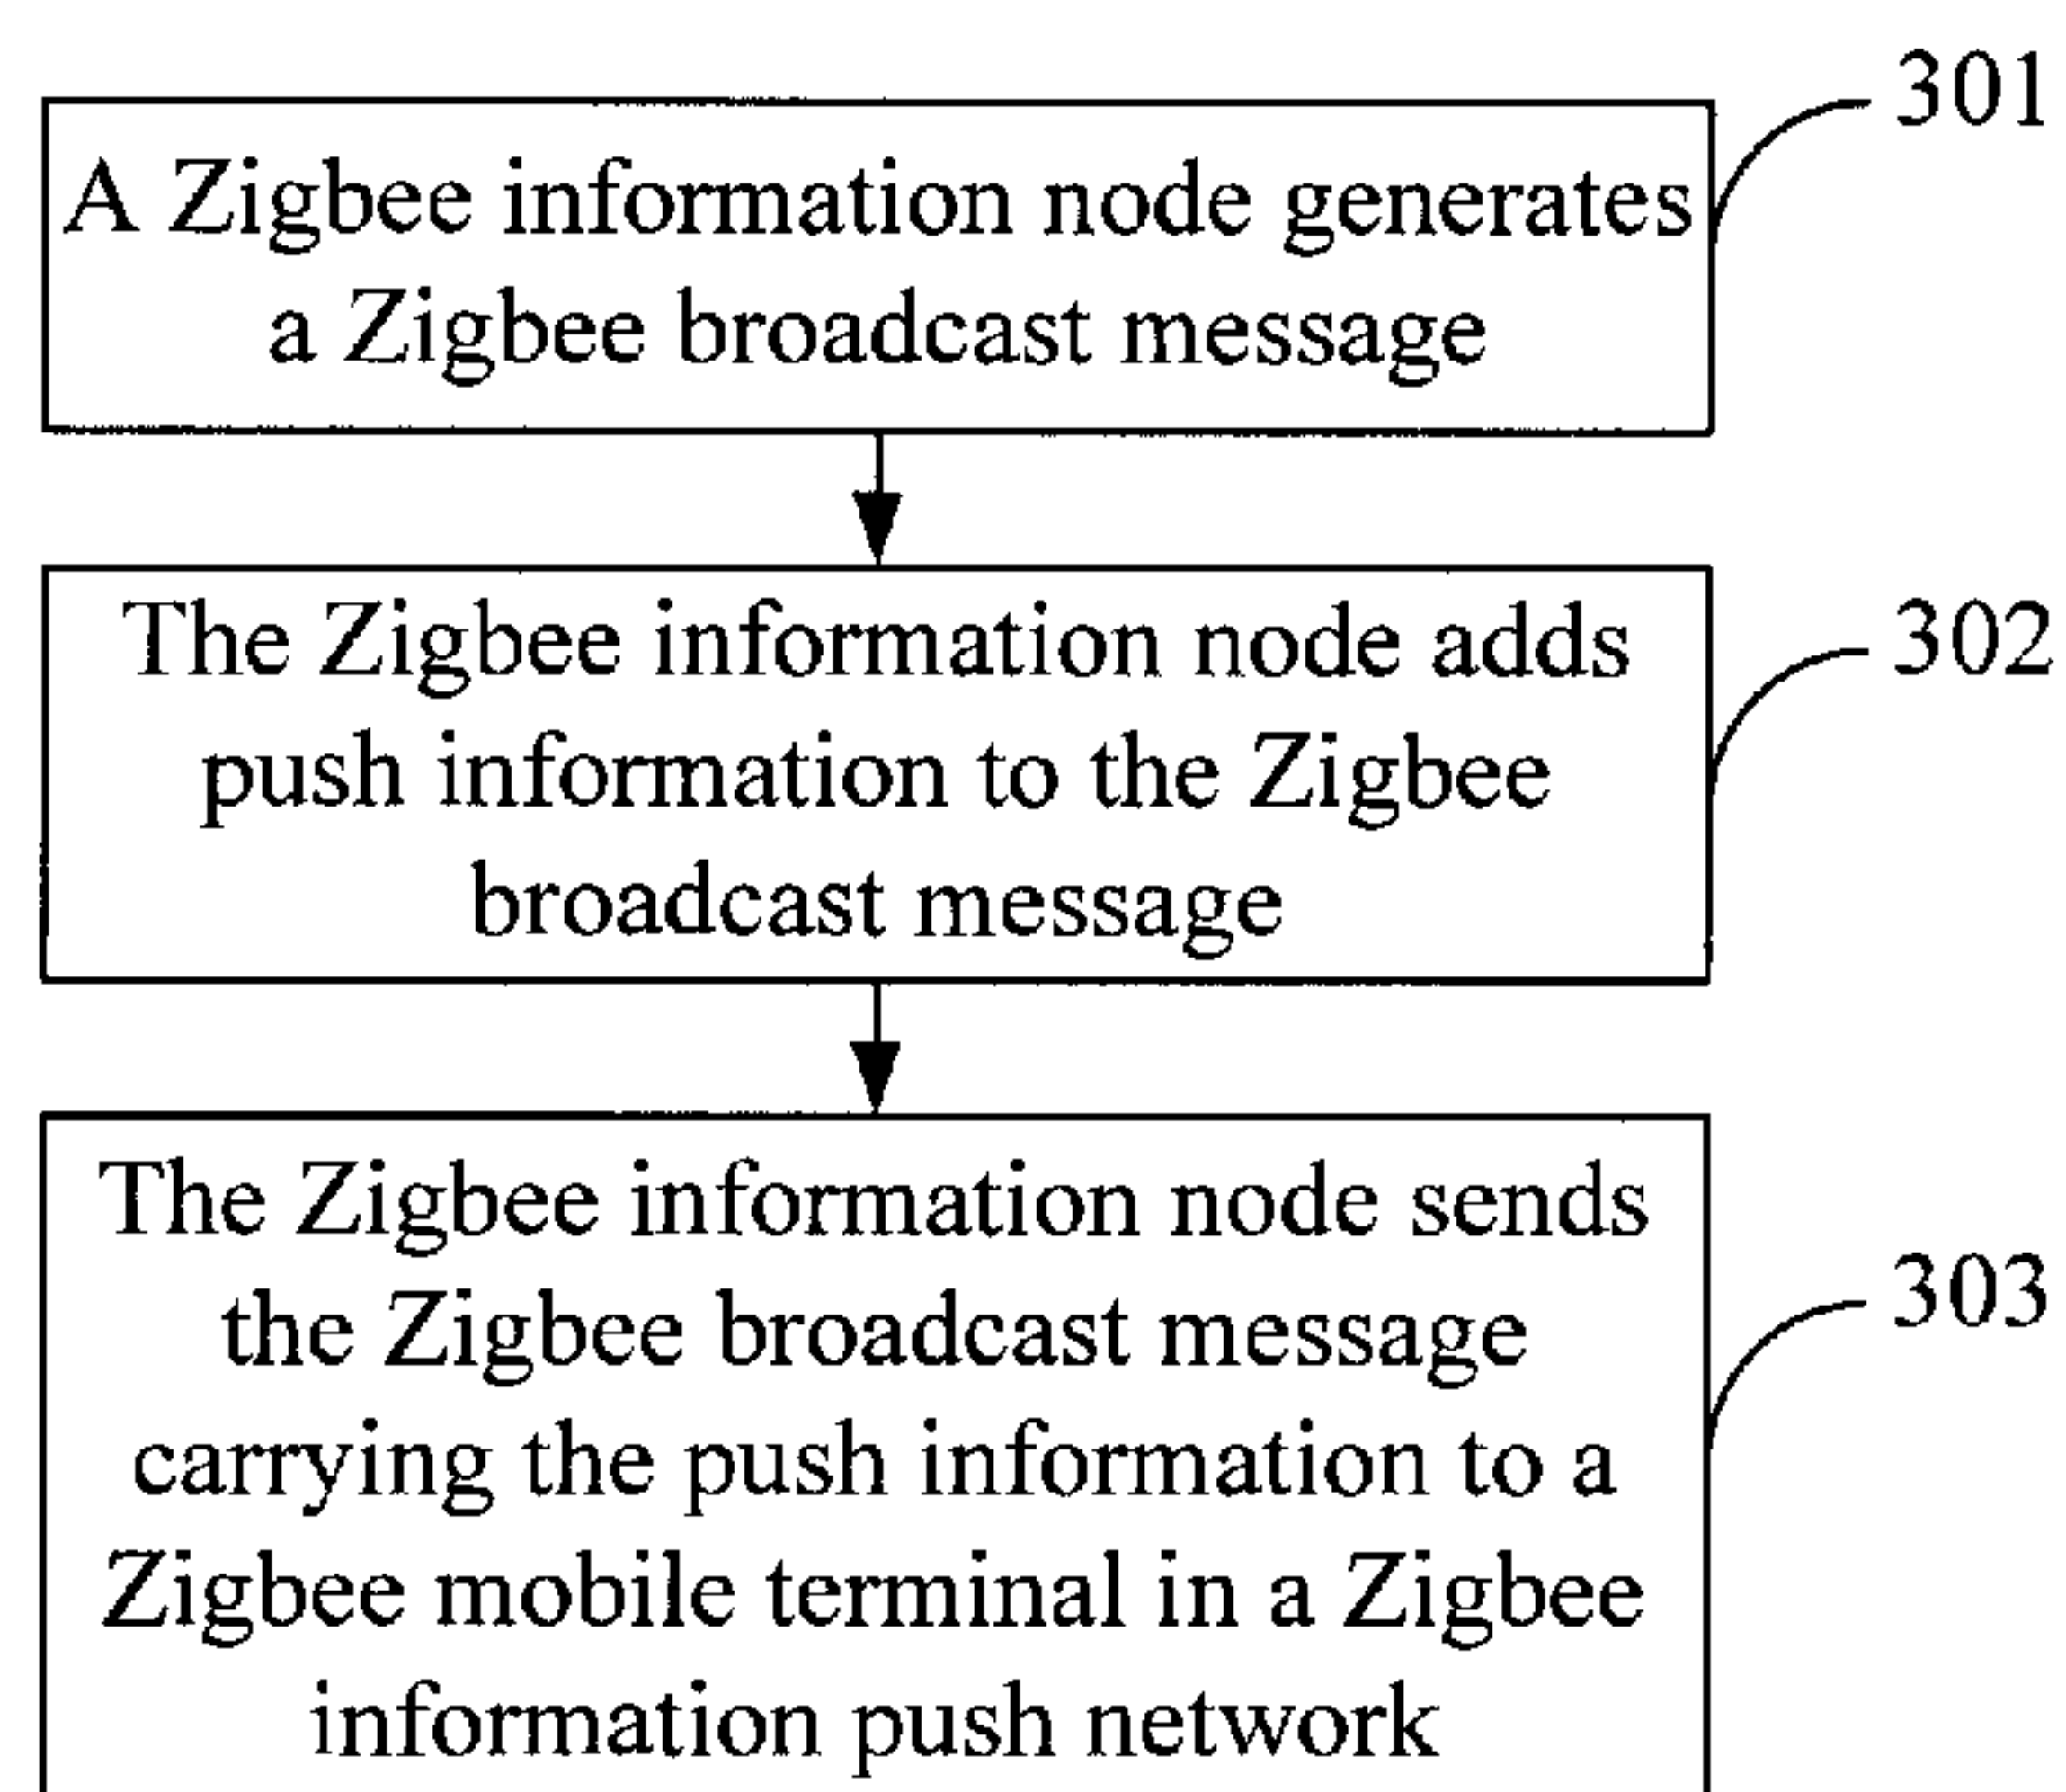 301
A Zigbee information node generates
a Zigbee broadcast message
302
The Zigbee information node adds
push information to the Zigbee
broadcast message
303
The Zigbee information node sends
the Zigbee broadcast message
carrying the push information to a
Zigbee mobile terminal in a Zigbee
information push network